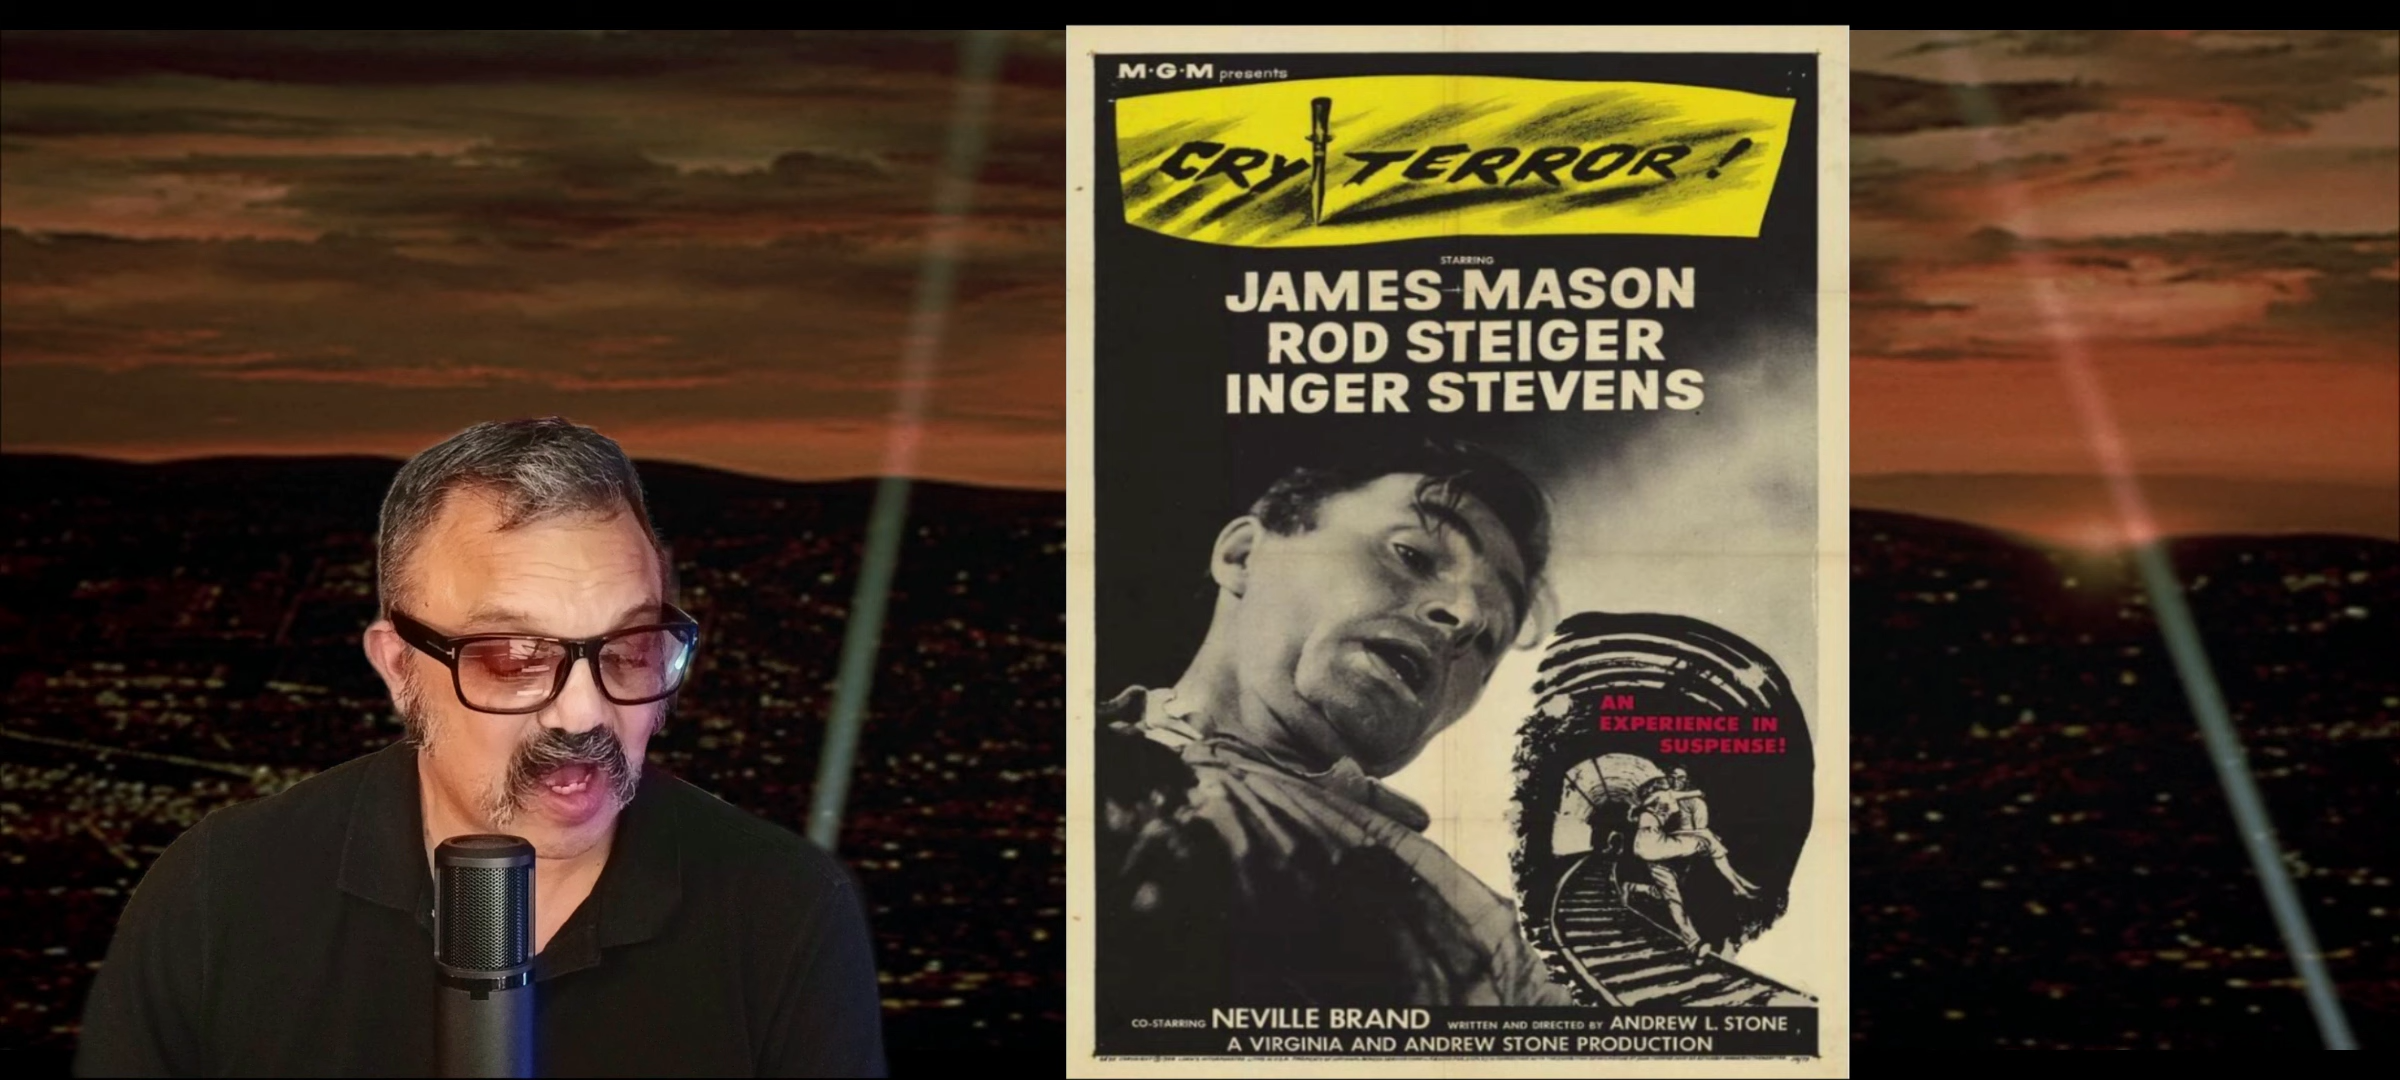 M·G·M presents
CRY TERROR!
STARRING
JAMES MASON
ROD STEIGER
INGER STEVENS
AN
EXPERIENCE IN
SUSPENSE!
CO-STARRING NEVILLE BRAND WRITTEN AND DIRECTED BY ANDREW L. STONE
A VIRGINIA AND ANDREW STONE PRODUCTION